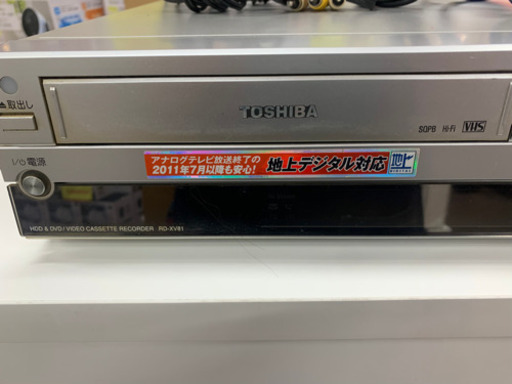 ▲取出し
TOSHIBA
SQPB Hi-Fi VHS
I/⏻電源
アナログテレビ放送終了の
2011年7月以降も安心!
地上デジタル対応
地上
HDD & DVD / VIDEO CASSETTE RECORDER RD-XV81